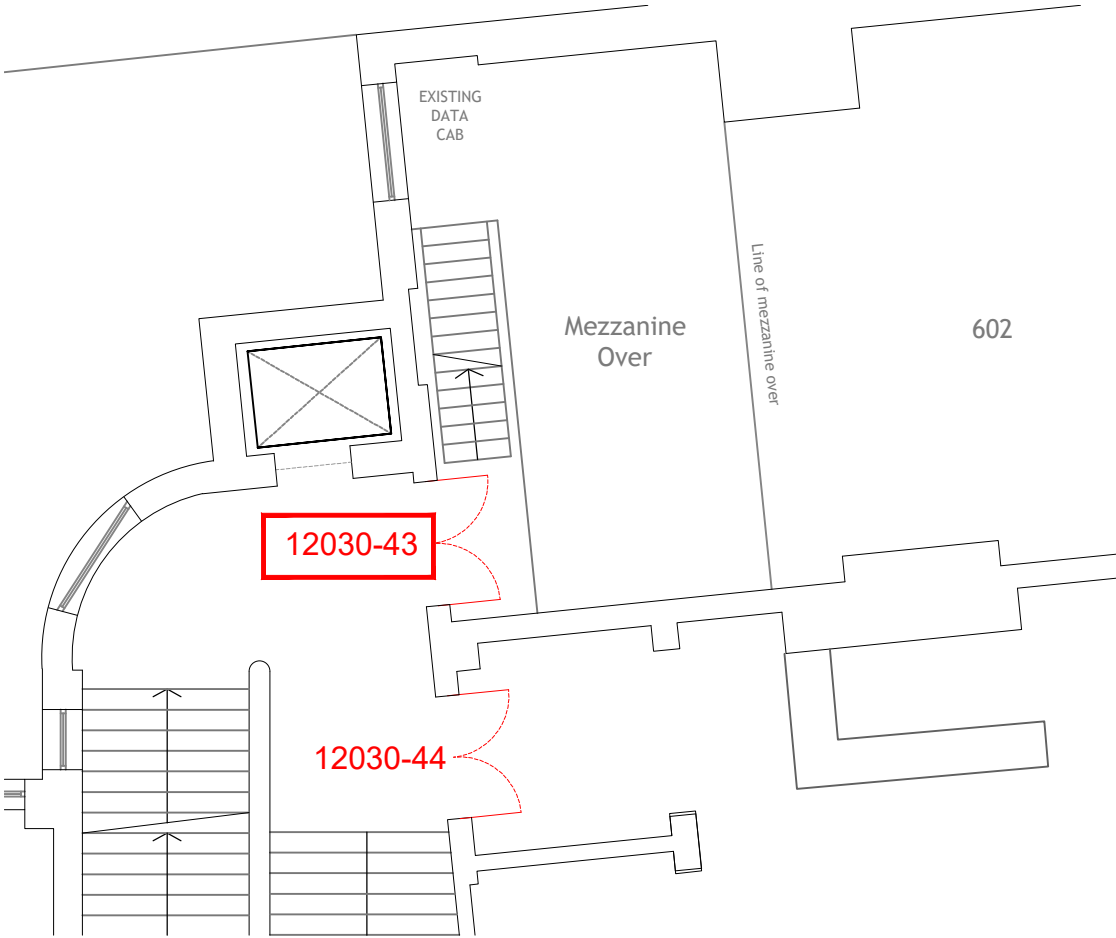 EXISTING
DATA
CAB
Line of mezzanine over
Mezzanine
Over
602
12030-43
12030-44